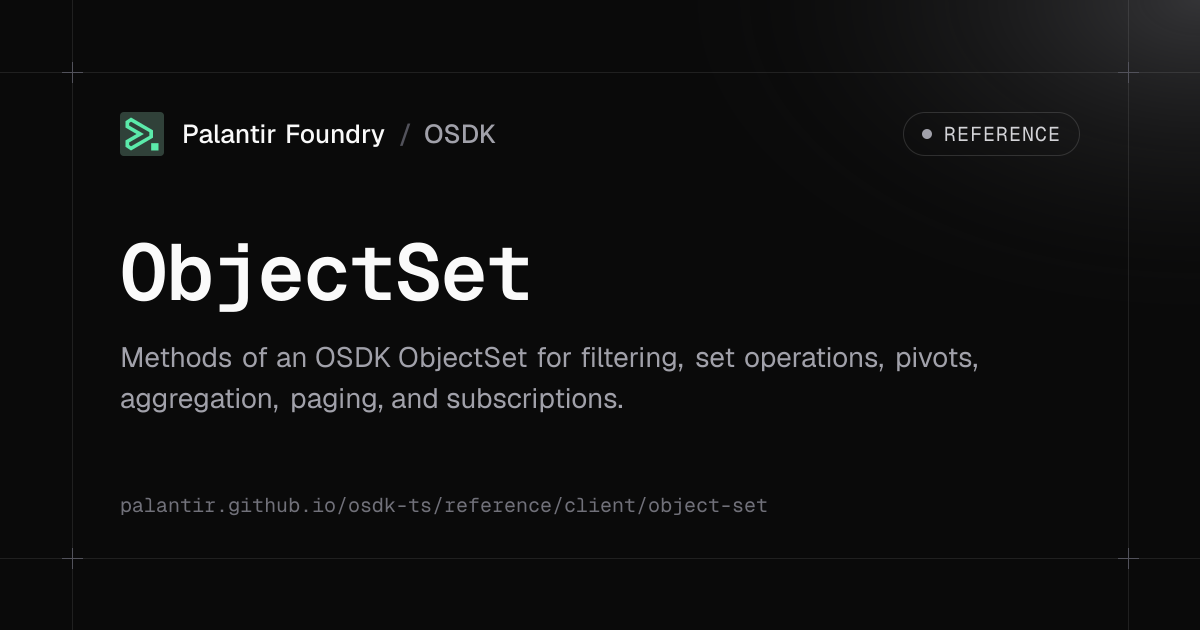 Palantir Foundry / OSDK
REFERENCE
ObjectSet
Methods of an OSDK ObjectSet for filtering, set operations, pivots,
aggregation, paging, and subscriptions.
palantir.github.io/osdk-ts/reference/client/object-set